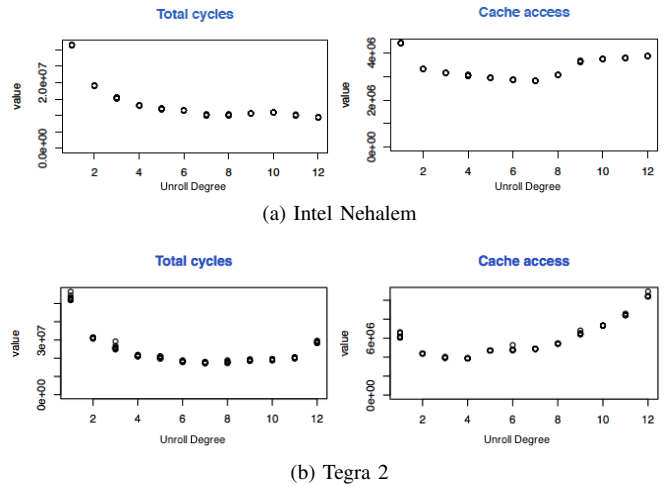 Total cycles
Cache access
value
0.0e+00
2.0e+07
2 4 6 8 10 12
Unroll Degree
value
0e+00
2e+06
4e+06
2 4 6 8 10 12
Unroll Degree
(a) Intel Nehalem
Total cycles
Cache access
value
0e+00
3e+07
2 4 6 8 10 12
Unroll Degree
value
0e+00
6e+06
2 4 6 8 10 12
Unroll Degree
(b) Tegra 2